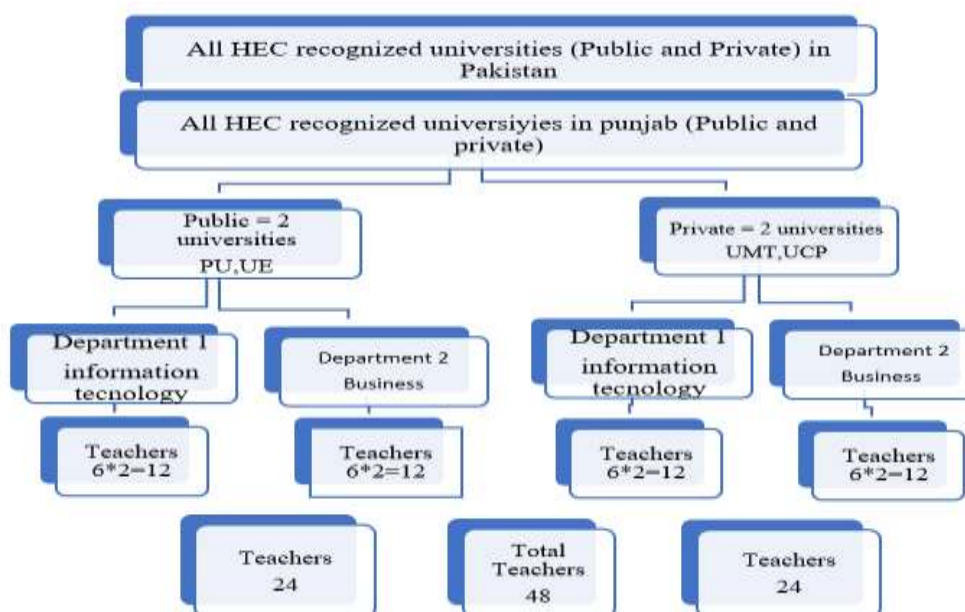 All HEC recognized universities (Public and Private) in
Pakistan
All HEC recognized universiyies in punjab (Public and
private)
Public = 2
universities
PU,UE
Private = 2 universities
UMT,UCP
Department 1
information
tecnology
Department 2
Business
Department 1
information
tecnology
Department 2
Business
Teachers
6*2=12
Teachers
6*2=12
Teachers
6*2=12
Teachers
6*2=12
Teachers
24
Total
Teachers
48
Teachers
24